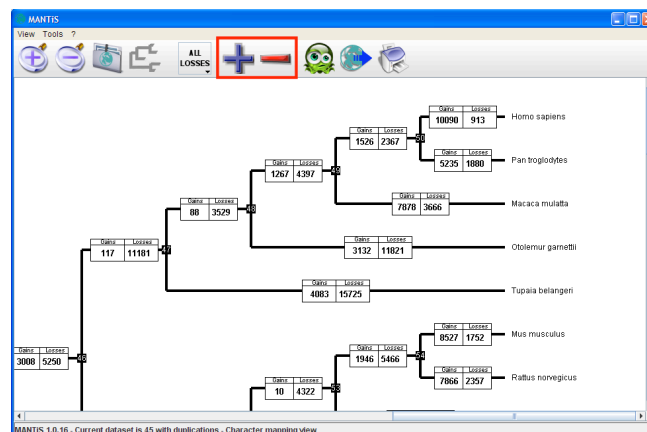 MANTiS
View Tools ?
ALL
LOSSES
Gains Losses
10090 913
Homo sapiens
Gains Losses
1526 2367
50
Gains Losses
5235 1880
Pan troglodytes
Gains Losses
1267 4397
49
Gains Losses
7878 3666
Macaca mulatta
Gains Losses
88 3529
48
Gains Losses
3132 11821
Otolemur garnettii
Gains Losses
117 11181
47
Gains Losses
4083 15725
Tupaia belangeri
Gains Losses
8527 1752
Mus musculus
Gains Losses
3008 5250
46
Gains Losses
1946 5466
54
Gains Losses
7866 2357
Rattus norvegicus
Gains Losses
10 4322
53
MANTiS 1.0.16 - Current dataset is 45 with duplications - Character mapping view